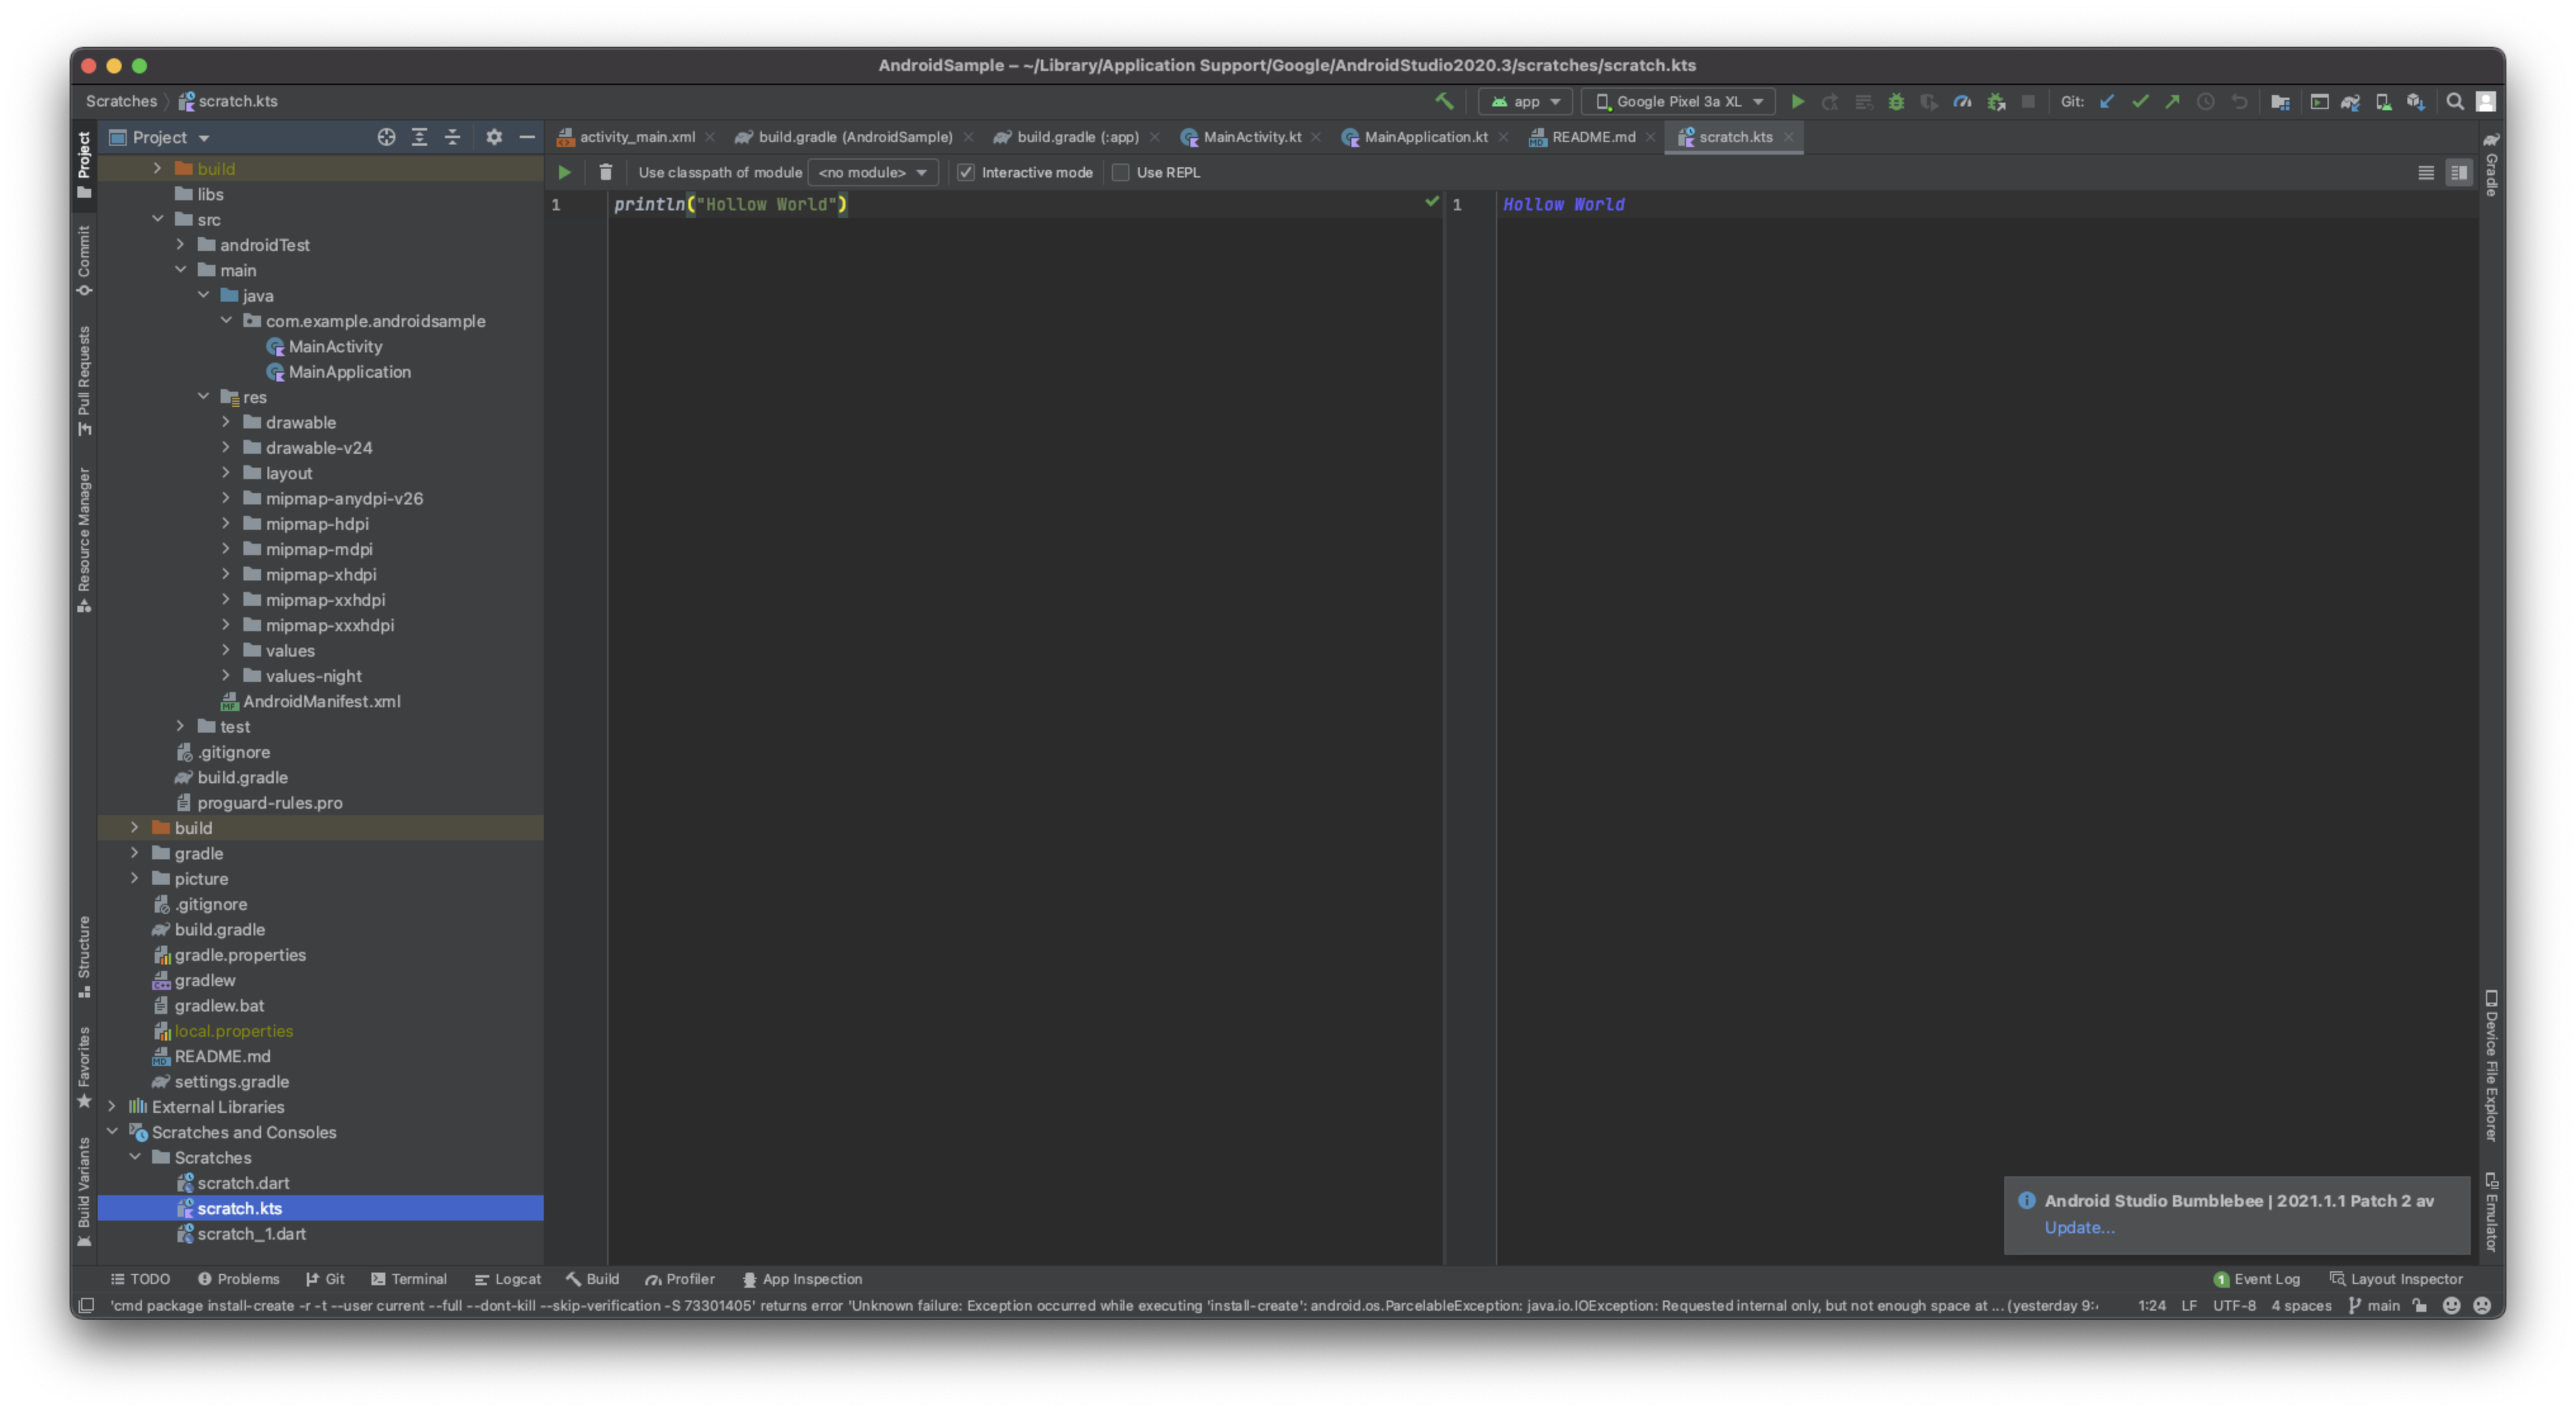 AndroidSample – ~/Library/Application Support/Google/AndroidStudio2020.3/scratches/scratch.kts
Scratches scratch.kts
app Google Pixel 3a XL Git:
Project
activity_main.xml build.gradle (AndroidSample) build.gradle (:app) MainActivity.kt MainApplication.kt README.md scratch.kts
Use classpath of module <no module> Interactive mode Use REPL
1 println("Hollow World") 1 Hollow World
Project
Commit
Pull Requests
Resource Manager
Structure
Favorites
Build Variants
build
libs
src
androidTest
main
java
com.example.androidsample
MainActivity
MainApplication
res
drawable
drawable-v24
layout
mipmap-anydpi-v26
mipmap-hdpi
mipmap-mdpi
mipmap-xhdpi
mipmap-xxhdpi
mipmap-xxxhdpi
values
values-night
AndroidManifest.xml
test
.gitignore
build.gradle
proguard-rules.pro
build
gradle
picture
.gitignore
build.gradle
gradle.properties
gradlew
gradlew.bat
local.properties
README.md
settings.gradle
External Libraries
Scratches and Consoles
Scratches
scratch.dart
scratch.kts
scratch_1.dart
Gradle
Device File Explorer
Emulator
Android Studio Bumblebee | 2021.1.1 Patch 2 av
Update...
TODO Problems Git Terminal Logcat Build Profiler App Inspection 1 Event Log Layout Inspector
'cmd package install-create -r -t --user current --full --dont-kill --skip-verification -S 73301405' returns error 'Unknown failure: Exception occurred while executing 'install-create': android.os.ParcelableException: java.io.IOException: Requested internal only, but not enough space at ... (yesterday 9: 1:24 LF UTF-8 4 spaces main